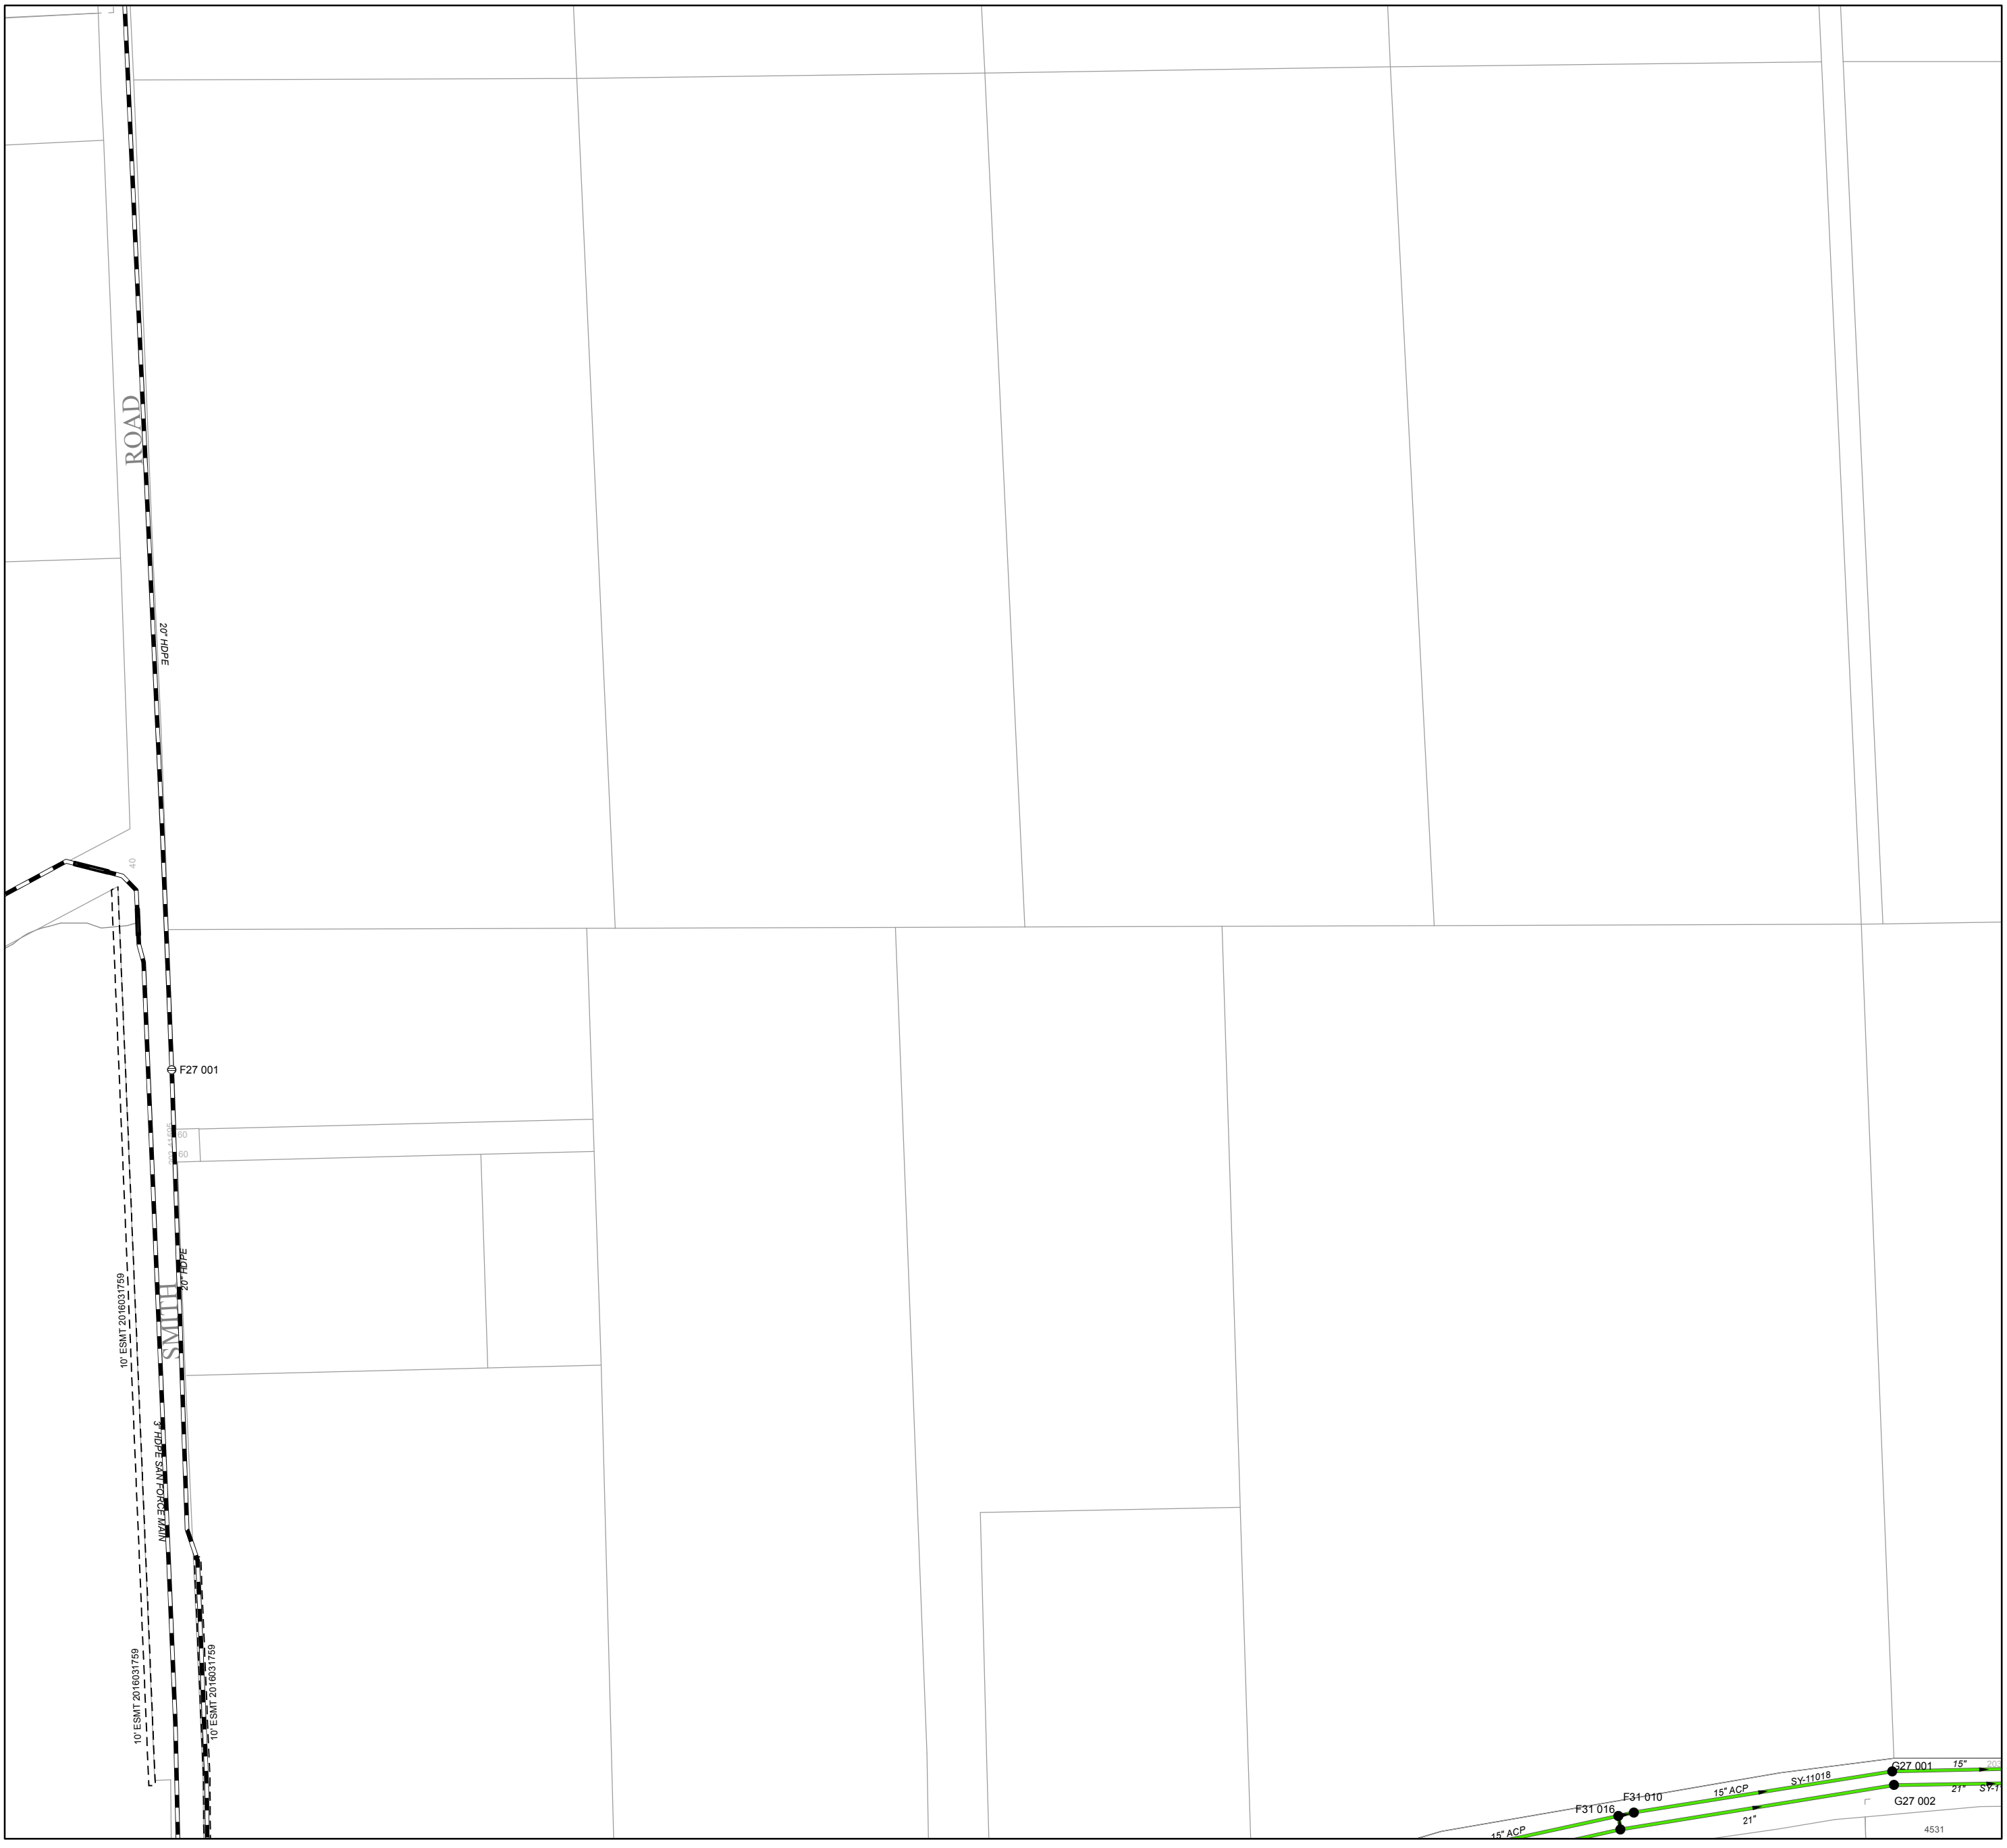 ROAD
20" HDPE
40
F27 001
60
60
20" HDPE
SMITH
10' ESMT 2016031759
3" HDPE SAN FORCE MAIN
10' ESMT 2016031759
10' ESMT 2016031759
G27 001
15"
SY-11018
15" ACP
21"
G27 002
F31 010
F31 016
21"
15" ACP
4531